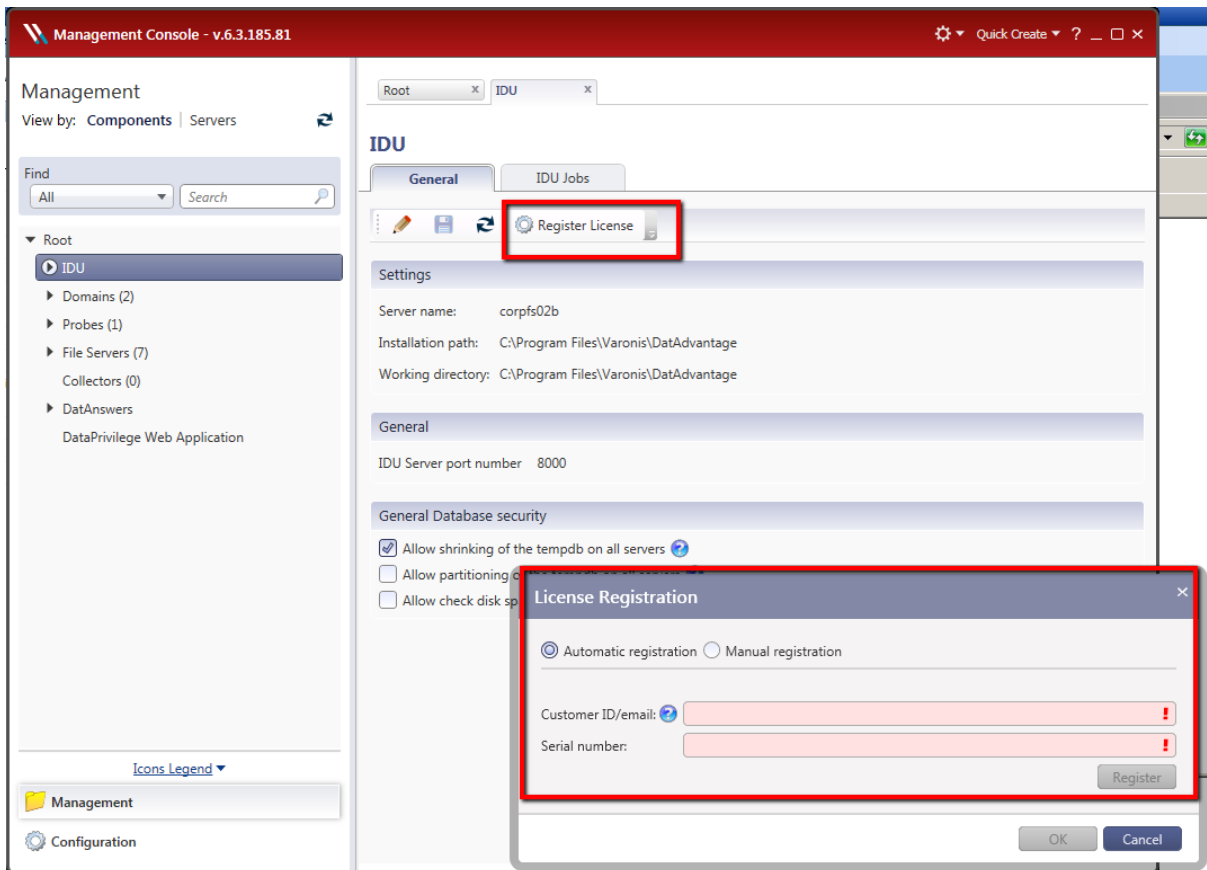 Management Console - v.6.3.185.81
Quick Create ?
Management
View by: Components | Servers
Find
All Search
Root
IDU
Domains (2)
Probes (1)
File Servers (7)
Collectors (0)
DatAnswers
DataPrivilege Web Application
Icons Legend
Management
Configuration
Root x IDU x
IDU
General IDU Jobs
Register License
Settings
Server name: corpfs02b
Installation path: C:\Program Files\Varonis\DatAdvantage
Working directory: C:\Program Files\Varonis\DatAdvantage
General
IDU Server port number 8000
General Database security
Allow shrinking of the tempdb on all servers ?
Allow partitioning
Allow check disk
License Registration
Automatic registration Manual registration
Customer ID/email: ? !
Serial number: !
Register
OK Cancel